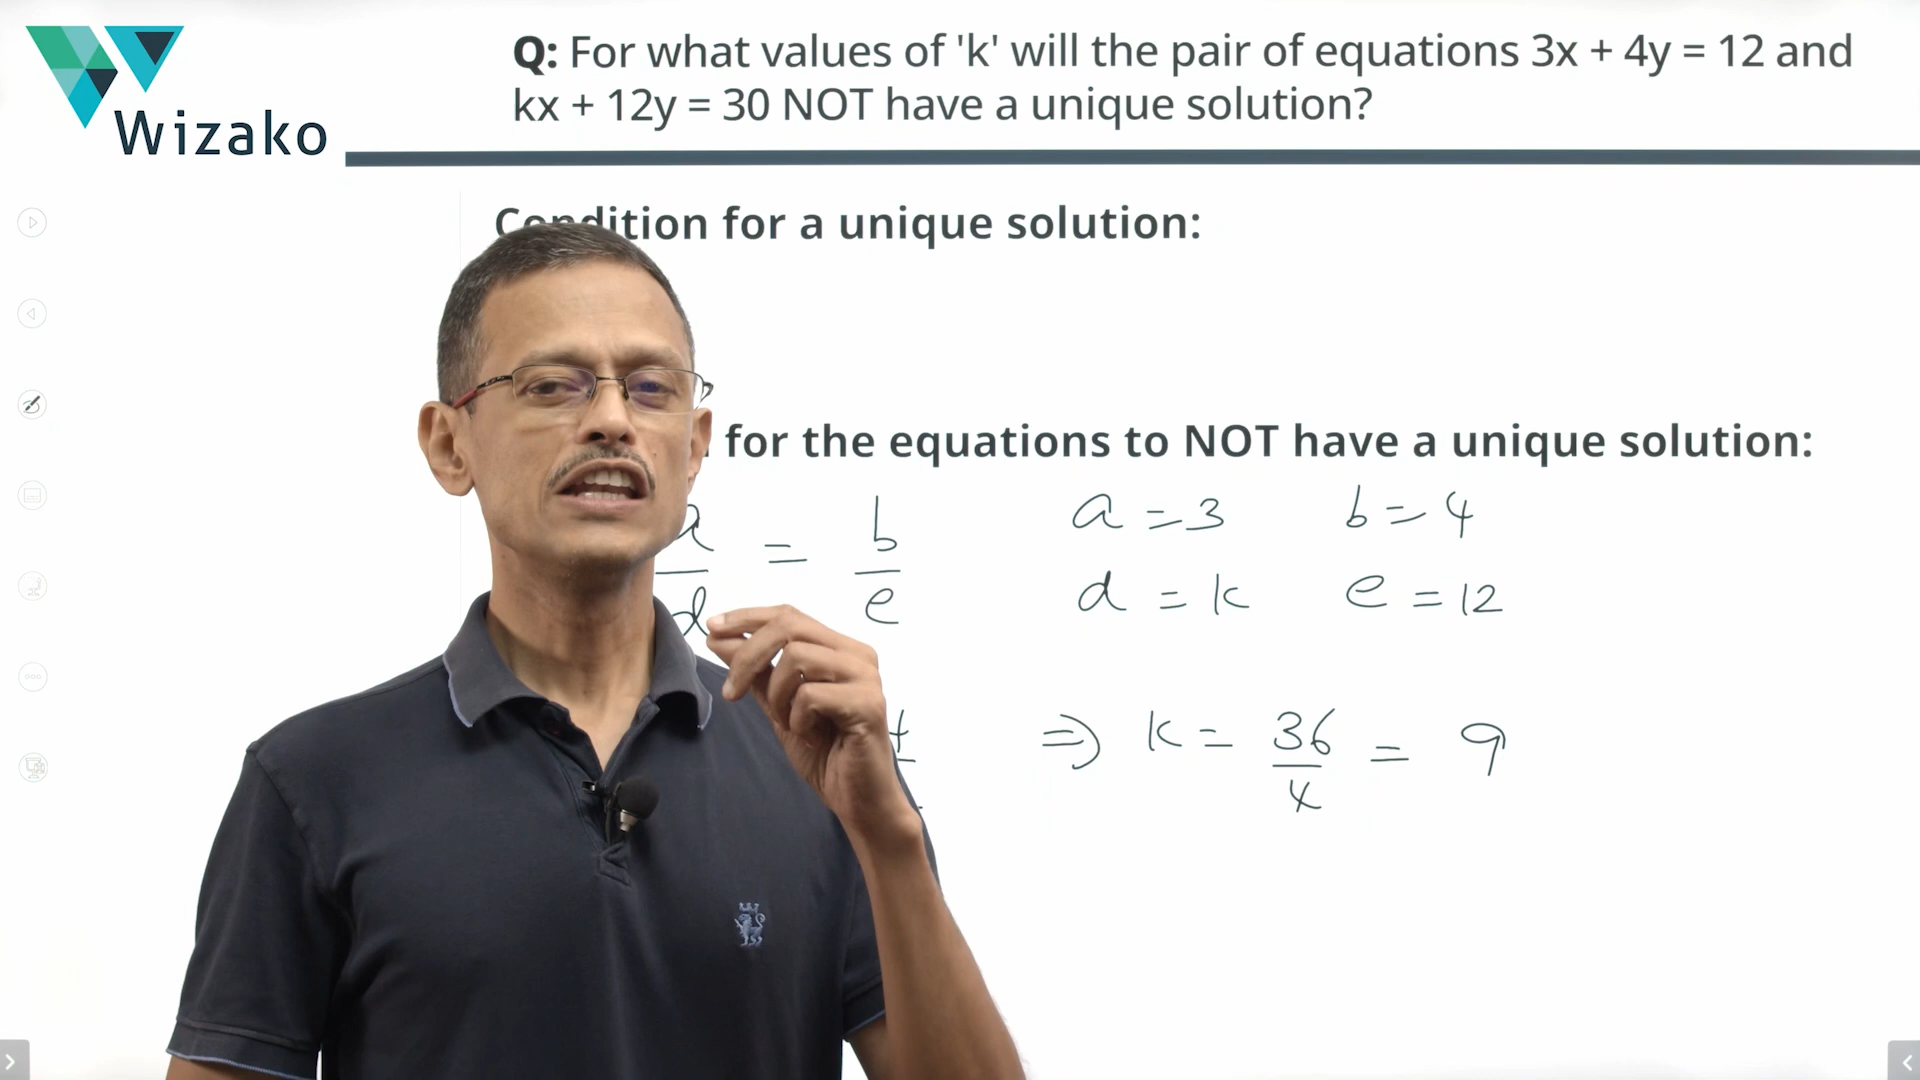 Wizako
Q: For what values of 'k' will the pair of equations 3x + 4y = 12 and
kx + 12y = 30 NOT have a unique solution?
Condition for a unique solution:
for the equations to NOT have a unique solution:
a/d = b/e
a = 3 b = 4
d = k e = 12
⇒ k = 36/4 = 9